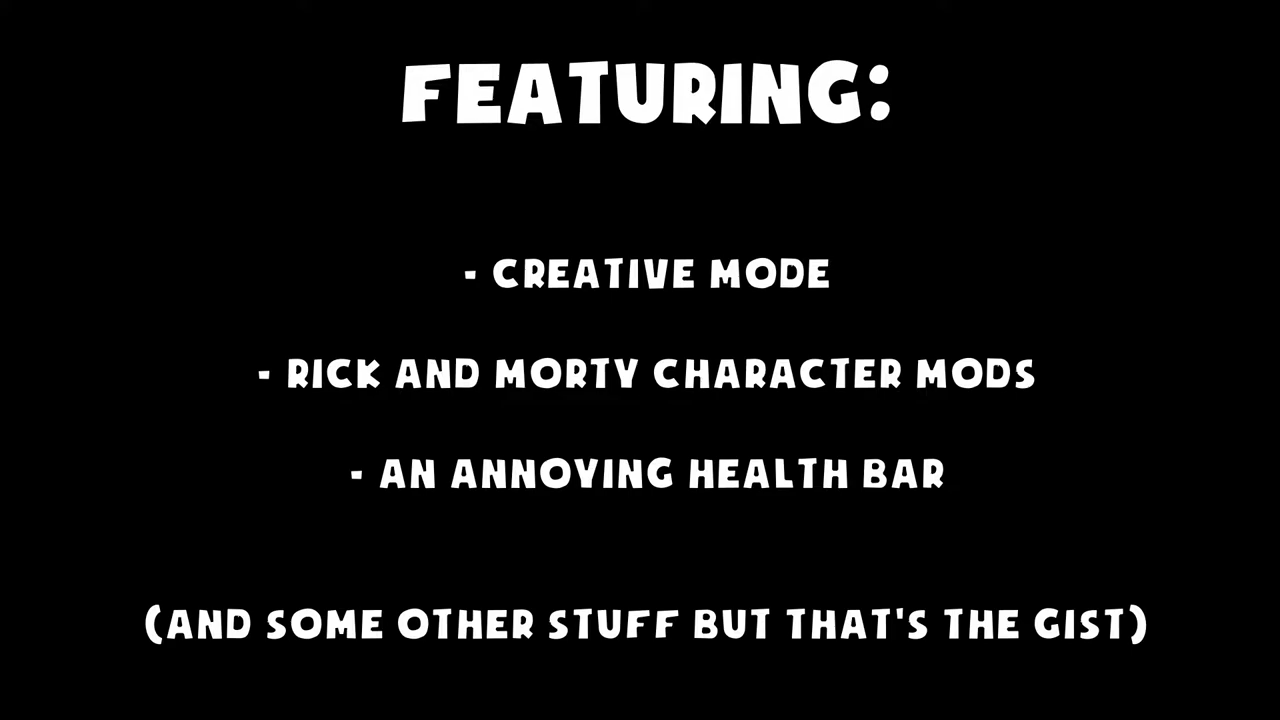 FEATURING:
- CREATIVE MODE
- RICK AND MORTY CHARACTER MODS
- AN ANNOYING HEALTH BAR
(AND SOME OTHER STUFF BUT THAT'S THE GIST)